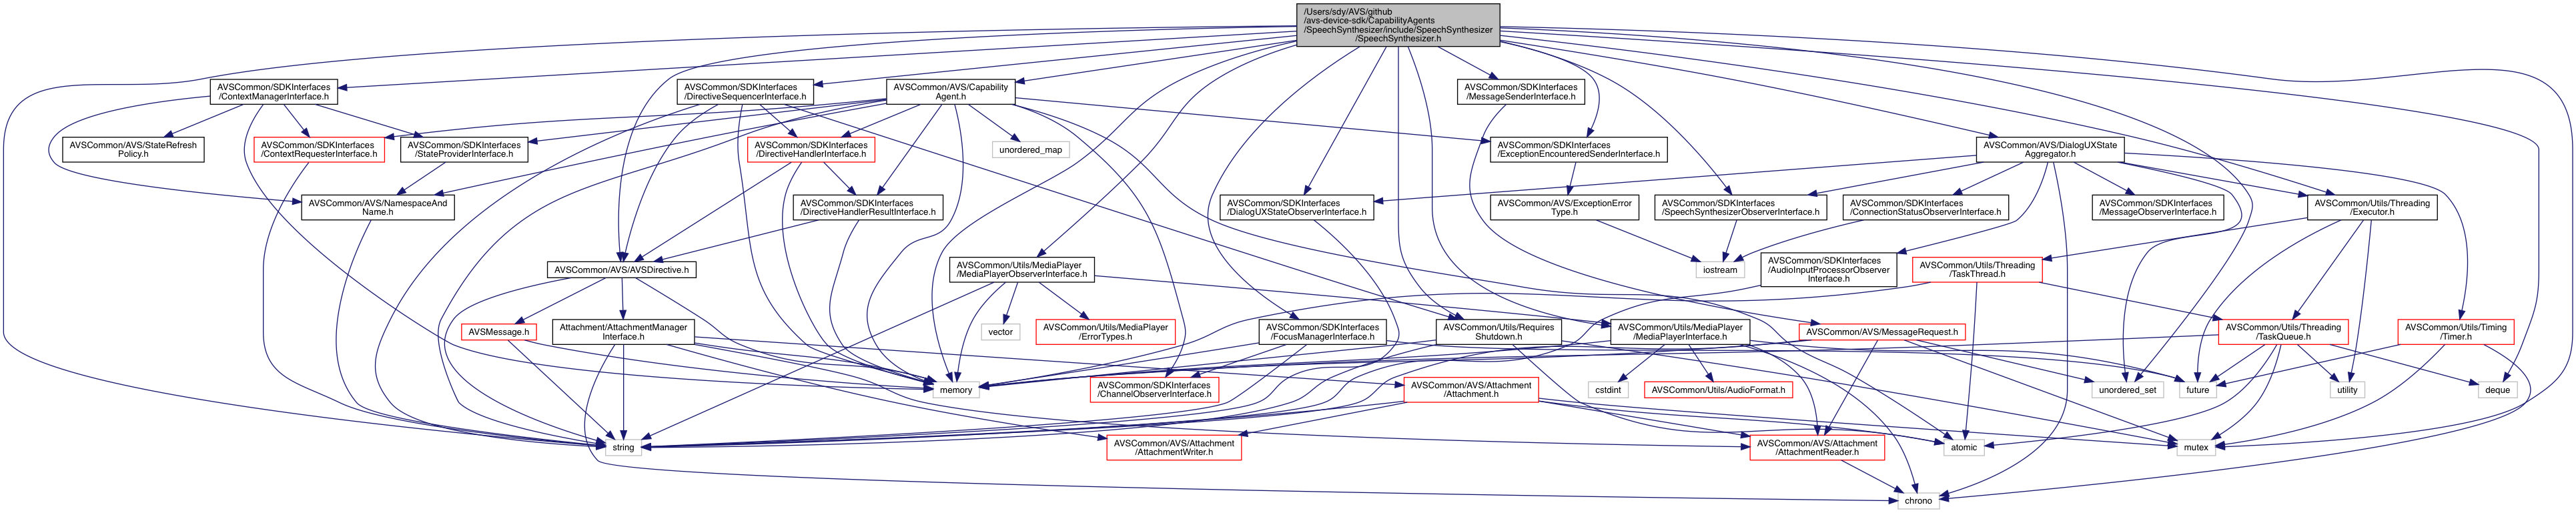 /Users/sdy/AVS/github
/avs-device-sdk/CapabilityAgents
/SpeechSynthesizer/include/SpeechSynthesizer
/SpeechSynthesizer.h
AVSCommon/SDKInterfaces
/ContextManagerInterface.h
AVSCommon/SDKInterfaces
/DirectiveSequencerInterface.h
AVSCommon/AVS/Capability
Agent.h
AVSCommon/SDKInterfaces
/MessageSenderInterface.h
AVSCommon/AVS/StateRefresh
Policy.h
AVSCommon/SDKInterfaces
/ContextRequesterInterface.h
AVSCommon/SDKInterfaces
/StateProviderInterface.h
AVSCommon/SDKInterfaces
/DirectiveHandlerInterface.h
unordered_map
AVSCommon/SDKInterfaces
/ExceptionEncounteredSenderInterface.h
AVSCommon/AVS/DialogUXState
Aggregator.h
AVSCommon/AVS/NamespaceAnd
Name.h
AVSCommon/SDKInterfaces
/DirectiveHandlerResultInterface.h
AVSCommon/SDKInterfaces
/DialogUXStateObserverInterface.h
AVSCommon/AVS/ExceptionError
Type.h
AVSCommon/SDKInterfaces
/SpeechSynthesizerObserverInterface.h
AVSCommon/SDKInterfaces
/ConnectionStatusObserverInterface.h
AVSCommon/SDKInterfaces
/MessageObserverInterface.h
AVSCommon/Utils/Threading
/Executor.h
AVSCommon/AVS/AVSDirective.h
AVSCommon/Utils/MediaPlayer
/MediaPlayerObserverInterface.h
iostream
AVSCommon/SDKInterfaces
/AudioInputProcessorObserver
Interface.h
AVSCommon/Utils/Threading
/TaskThread.h
AVSMessage.h
Attachment/AttachmentManager
Interface.h
vector
AVSCommon/Utils/MediaPlayer
/ErrorTypes.h
AVSCommon/SDKInterfaces
/FocusManagerInterface.h
AVSCommon/Utils/Requires
Shutdown.h
AVSCommon/Utils/MediaPlayer
/MediaPlayerInterface.h
AVSCommon/AVS/MessageRequest.h
AVSCommon/Utils/Threading
/TaskQueue.h
AVSCommon/Utils/Timing
/Timer.h
memory
AVSCommon/SDKInterfaces
/ChannelObserverInterface.h
AVSCommon/AVS/Attachment
/Attachment.h
cstdint
AVSCommon/Utils/AudioFormat.h
unordered_set
future
utility
deque
string
AVSCommon/AVS/Attachment
/AttachmentWriter.h
AVSCommon/AVS/Attachment
/AttachmentReader.h
atomic
mutex
chrono